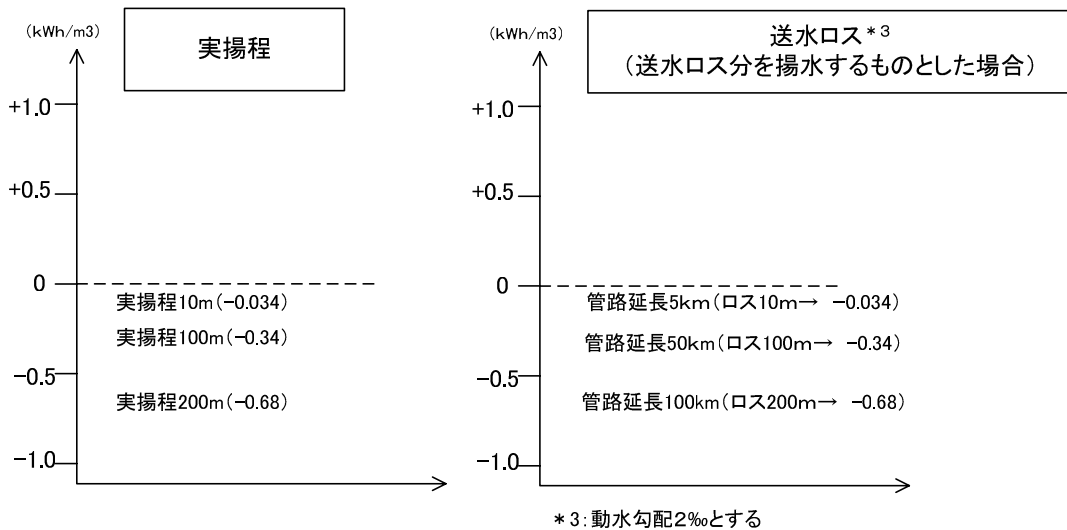 (kWh/m3)
実揚程
+1.0
+0.5
0
実揚程10m(-0.034)
実揚程100m(-0.34)
-0.5
実揚程200m(-0.68)
-1.0
(kWh/m3)
送水ロス*3
(送水ロス分を揚水するものとした場合)
+1.0
+0.5
0
管路延長5km(ロス10m→ -0.034)
管路延長50km(ロス100m→ -0.34)
-0.5
管路延長100km(ロス200m→ -0.68)
-1.0
*3:動水勾配2‰とする